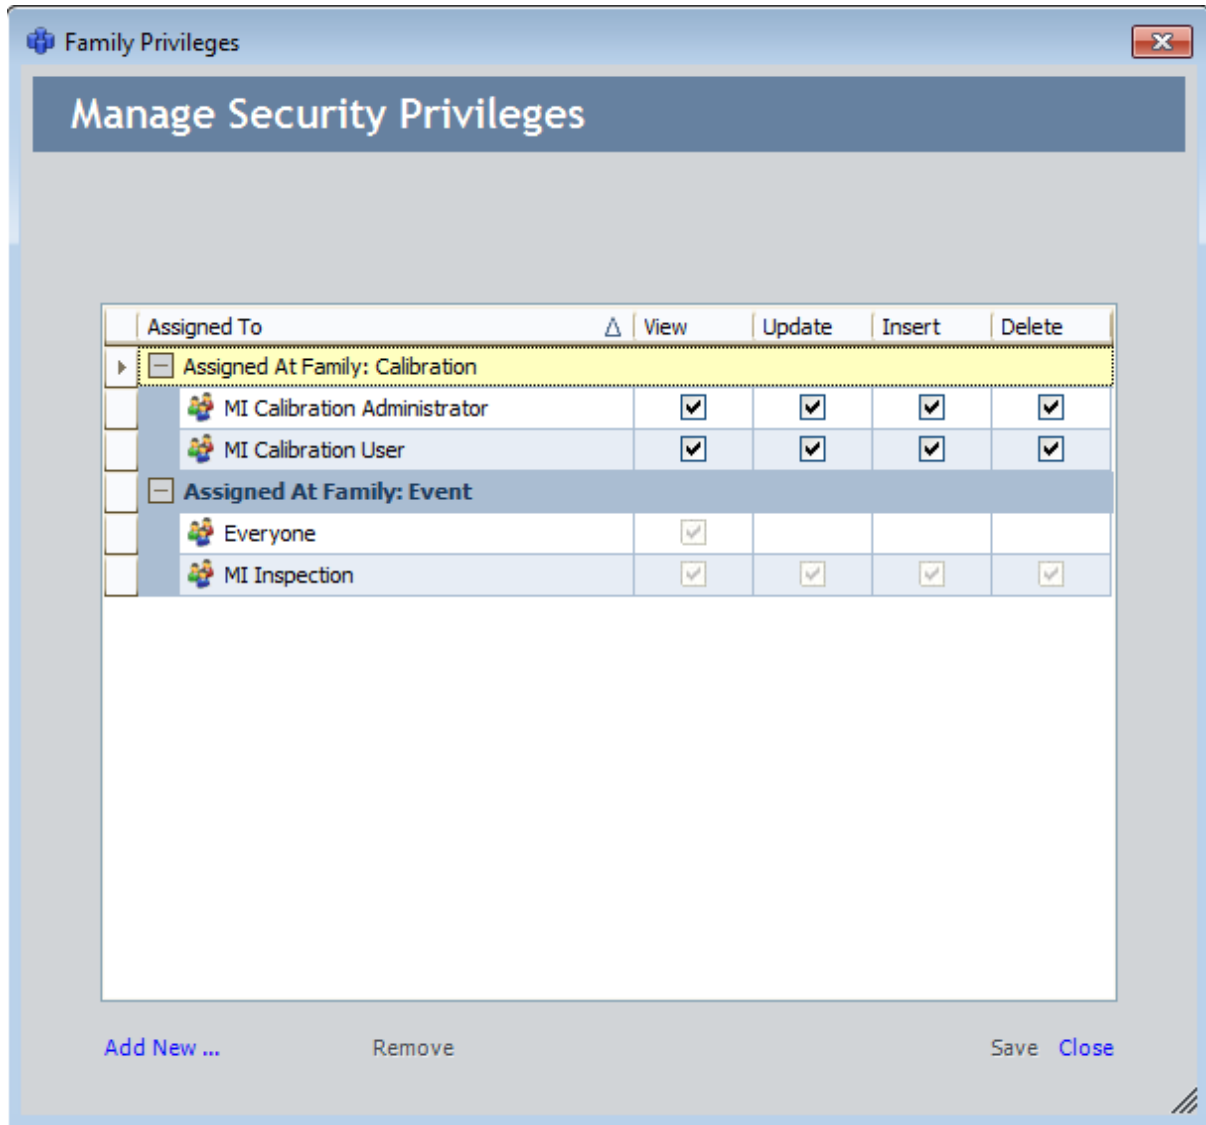 Family Privileges
Manage Security Privileges
Assigned To View Update Insert Delete
Assigned At Family: Calibration
MI Calibration Administrator
MI Calibration User
Assigned At Family: Event
Everyone
MI Inspection
Add New ... Remove Save Close